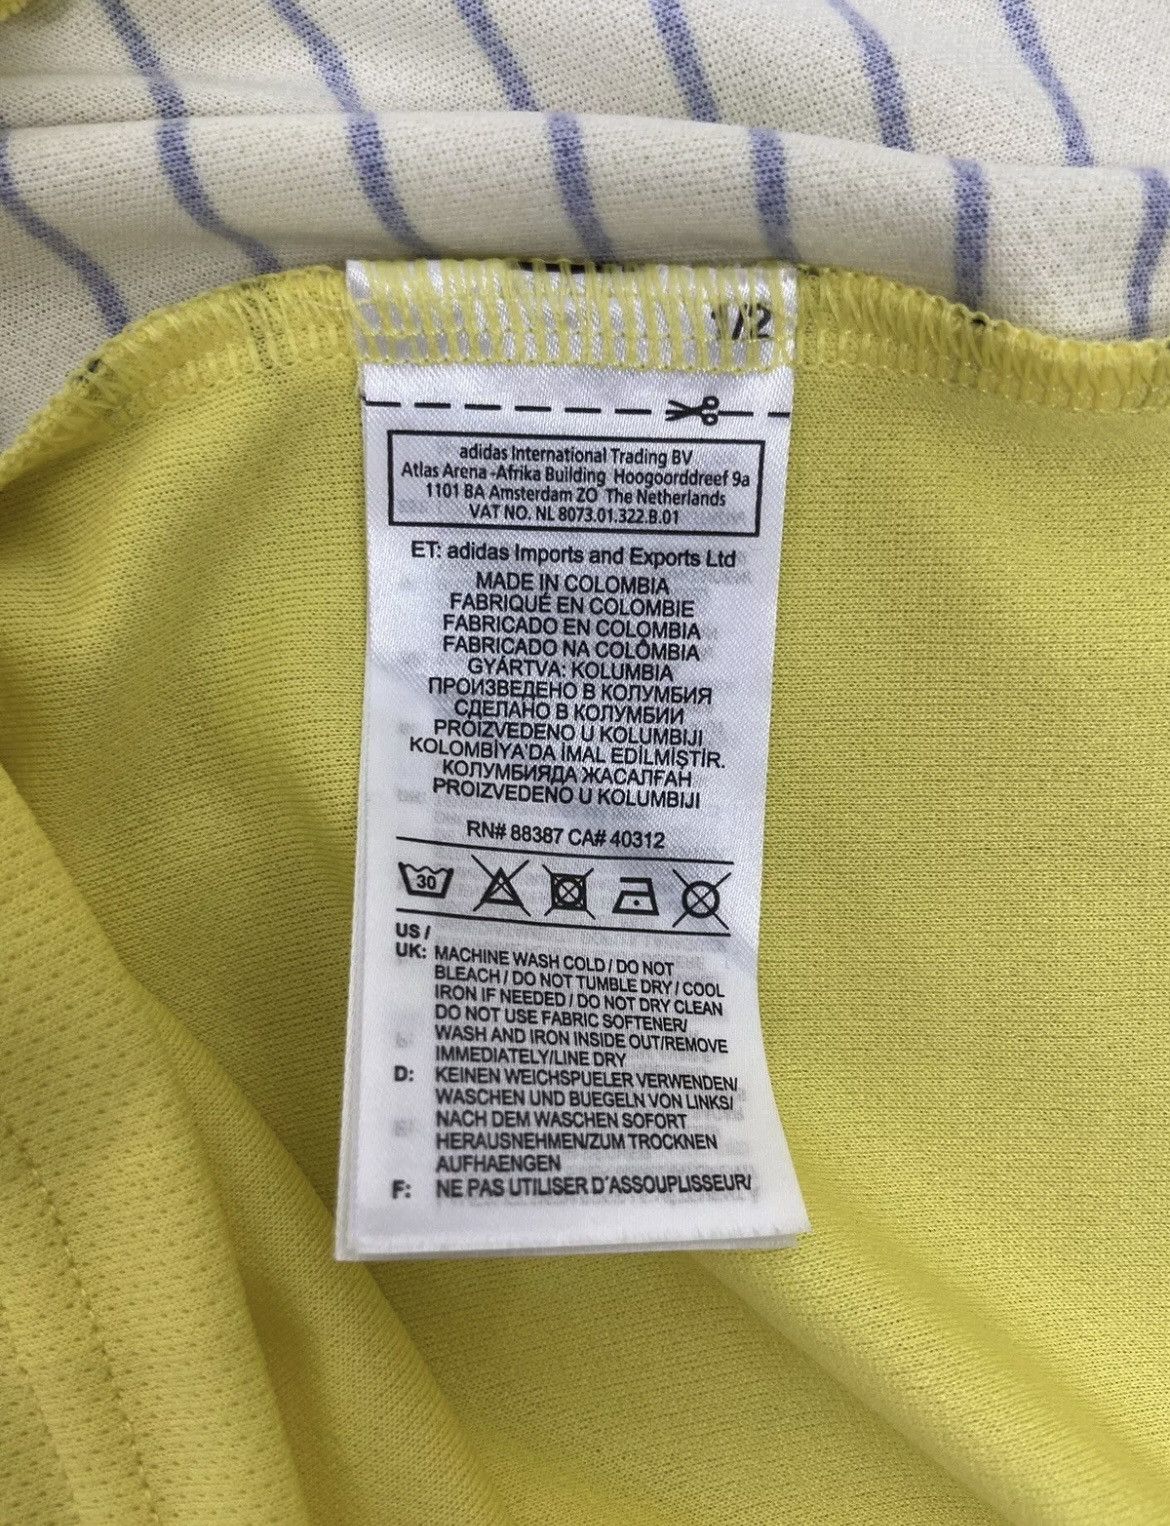 1/2
adidas International Trading BV
Atlas Arena -Afrika Building Hoogoorddreef 9a
1101 BA Amsterdam ZO The Netherlands
VAT NO. NL 8073.01.322.B.01
ET: adidas Imports and Exports Ltd
MADE IN COLOMBIA
FABRIQUÉ EN COLOMBIE
FABRICADO EN COLOMBIA
FABRICADO NA COLÔMBIA
GYÁRTVA: KOLUMBIA
ПРОИЗВЕДЕНО В КОЛУМБИЯ
СДЕЛАНО В КОЛУМБИИ
PROIZVEDENO U KOLUMBIJI
KOLOMBİYA'DA İMAL EDİLMİŞTİR.
КОЛУМБИЯДА ЖАСАЛҒАН
PROIZVEDENO U KOLUMBIJI
RN# 88387 CA# 40312
30
US /
UK: MACHINE WASH COLD / DO NOT
BLEACH / DO NOT TUMBLE DRY / COOL
IRON IF NEEDED / DO NOT DRY CLEAN
DO NOT USE FABRIC SOFTENER/
WASH AND IRON INSIDE OUT/REMOVE
IMMEDIATELY/LINE DRY
D: KEINEN WEICHSPUELER VERWENDEN/
WASCHEN UND BUEGELN VON LINKS/
NACH DEM WASCHEN SOFORT
HERAUSNEHMEN/ZUM TROCKNEN
AUFHAENGEN
F: NE PAS UTILISER D'ASSOUPLISSEUR/